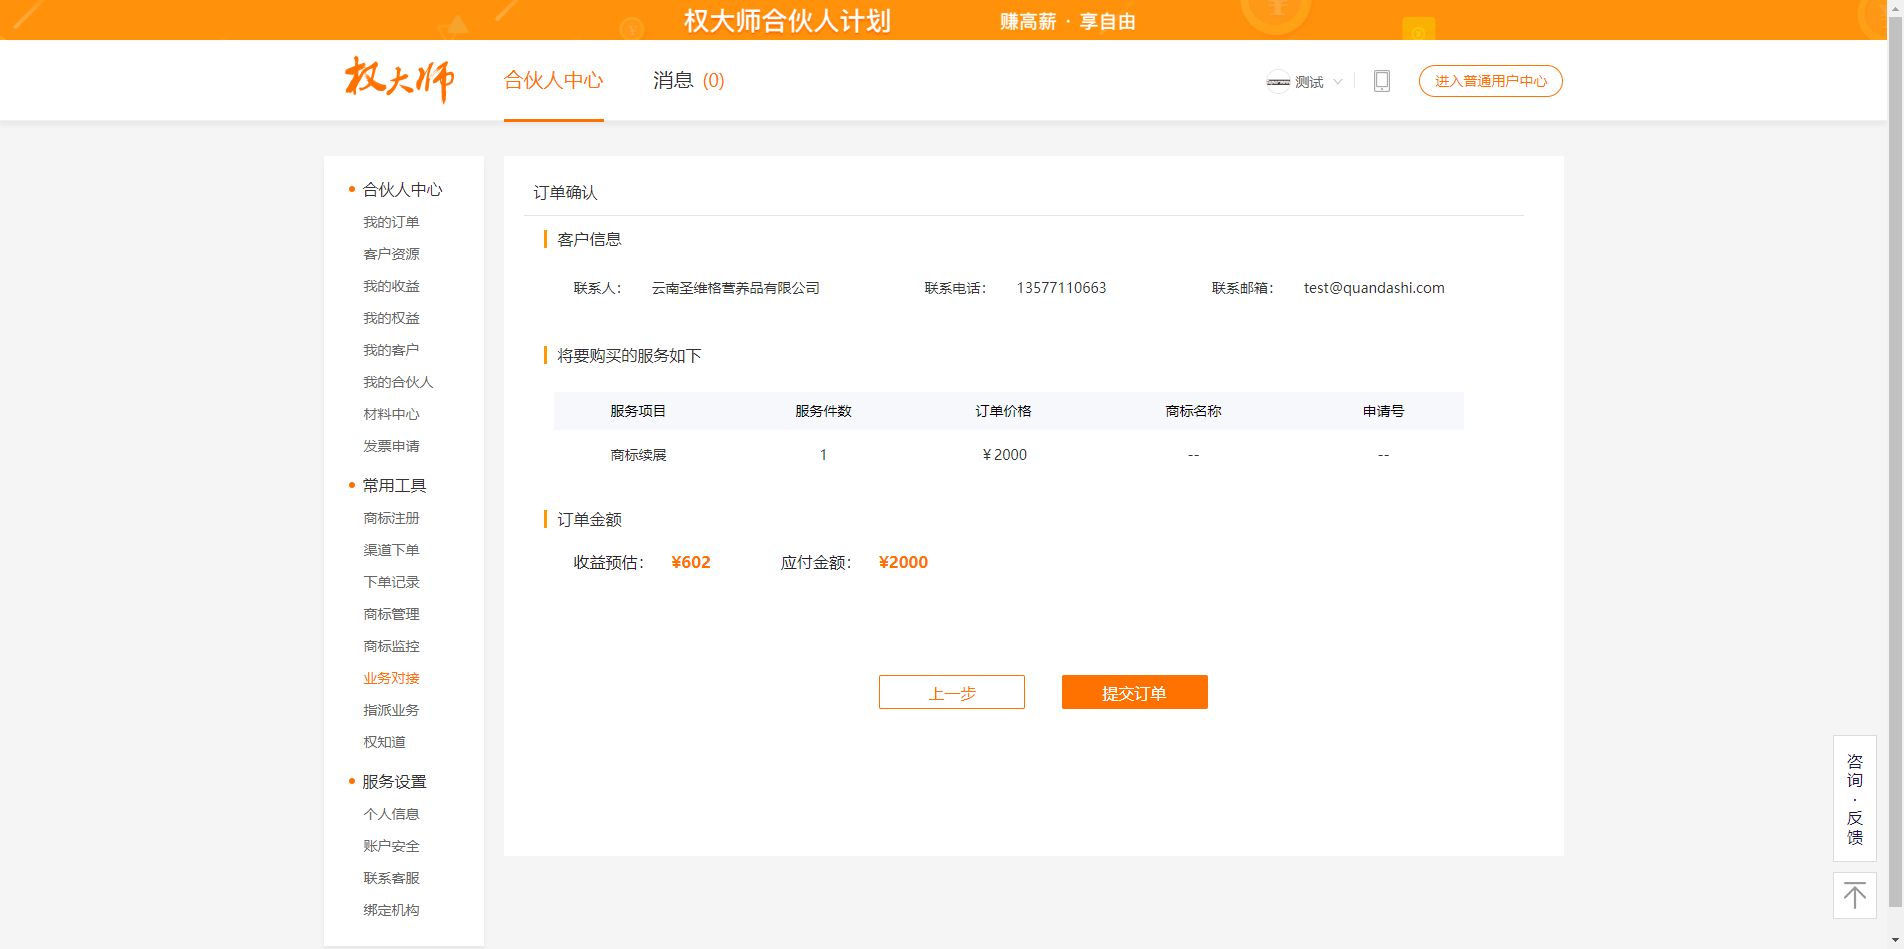 权大师合伙人计划 赚高薪 · 享自由
权大师 合伙人中心 消息 (0) 测试 进入普通用户中心
合伙人中心
我的订单
客户资源
我的收益
我的权益
我的客户
我的合伙人
材料中心
发票申请
常用工具
商标注册
渠道下单
下单记录
商标管理
商标监控
业务对接
指派业务
权知道
服务设置
个人信息
账户安全
联系客服
绑定机构
订单确认
客户信息
联系人： 云南圣维格营养品有限公司 联系电话： 13577110663 联系邮箱： test@quandashi.com
将要购买的服务如下
服务项目 服务件数 订单价格 商标名称 申请号
商标续展 1 ¥2000 -- --
订单金额
收益预估： ¥602 应付金额： ¥2000
上一步 提交订单
咨
询
·
反
馈